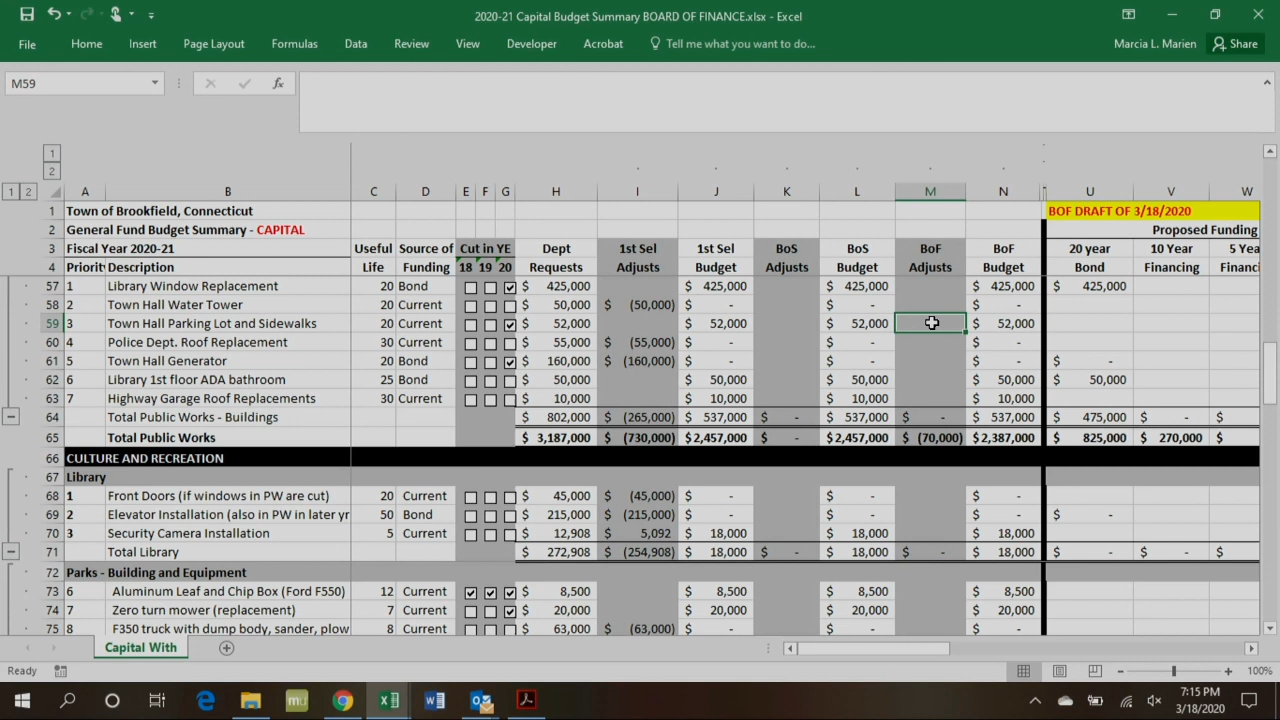 2020-21 Capital Budget Summary BOARD OF FINANCE.xlsx - Excel
File Home Insert Page Layout Formulas Data Review View Developer Acrobat Tell me what you want to do... Marcia L. Marien Share
M59 fx
1
2
1 2 A B C D E F G H I J K L M N T U V W
1 Town of Brookfield, Connecticut BOF DRAFT OF 3/18/2020
2 General Fund Budget Summary - CAPITAL Proposed Funding
3 Fiscal Year 2020-21 Useful Source of Cut in YE Dept 1st Sel 1st Sel BoS BoS BoF BoF 20 year 10 Year 5 Yea
4 Priorit Description Life Funding 18 19 20 Requests Adjusts Budget Adjusts Budget Adjusts Budget Bond Financing Financi
57 1 Library Window Replacement 20 Bond $ 425,000 $ 425,000 $ 425,000 $ 425,000 $ 425,000
58 2 Town Hall Water Tower 20 Current $ 50,000 $ (50,000) $ - $ - $ -
59 3 Town Hall Parking Lot and Sidewalks 20 Current $ 52,000 $ 52,000 $ 52,000 $ 52,000
60 4 Police Dept. Roof Replacement 30 Current $ 55,000 $ (55,000) $ - $ - $ -
61 5 Town Hall Generator 20 Bond $ 160,000 $ (160,000) $ - $ - $ - $ -
62 6 Library 1st floor ADA bathroom 25 Bond $ 50,000 $ 50,000 $ 50,000 $ 50,000 $ 50,000
63 7 Highway Garage Roof Replacements 30 Current $ 10,000 $ 10,000 $ 10,000 $ 10,000
64 Total Public Works - Buildings $ 802,000 $ (265,000) $ 537,000 $ - $ 537,000 $ - $ 537,000 $ 475,000 $ - $
65 Total Public Works $ 3,187,000 $ (730,000) $ 2,457,000 $ - $ 2,457,000 $ (70,000) $ 2,387,000 $ 825,000 $ 270,000 $
66 CULTURE AND RECREATION
67 Library
68 1 Front Doors (if windows in PW are cut) 20 Current $ 45,000 $ (45,000) $ - $ - $ -
69 2 Elevator Installation (also in PW in later yr 50 Bond $ 215,000 $ (215,000) $ - $ - $ - $ -
70 3 Security Camera Installation 5 Current $ 12,908 $ 5,092 $ 18,000 $ 18,000 $ 18,000
71 Total Library $ 272,908 $ (254,908) $ 18,000 $ - $ 18,000 $ - $ 18,000 $ - $ - $
72 Parks - Building and Equipment
73 6 Aluminum Leaf and Chip Box (Ford F550) 12 Current $ 8,500 $ 8,500 $ 8,500 $ 8,500
74 7 Zero turn mower (replacement) 7 Current $ 20,000 $ 20,000 $ 20,000 $ 20,000
75 8 F350 truck with dump body, sander, plow 8 Current $ 63,000 $ (63,000) $ - $ - $ -
Capital With
Ready 100%
mu
7:15 PM
3/18/2020